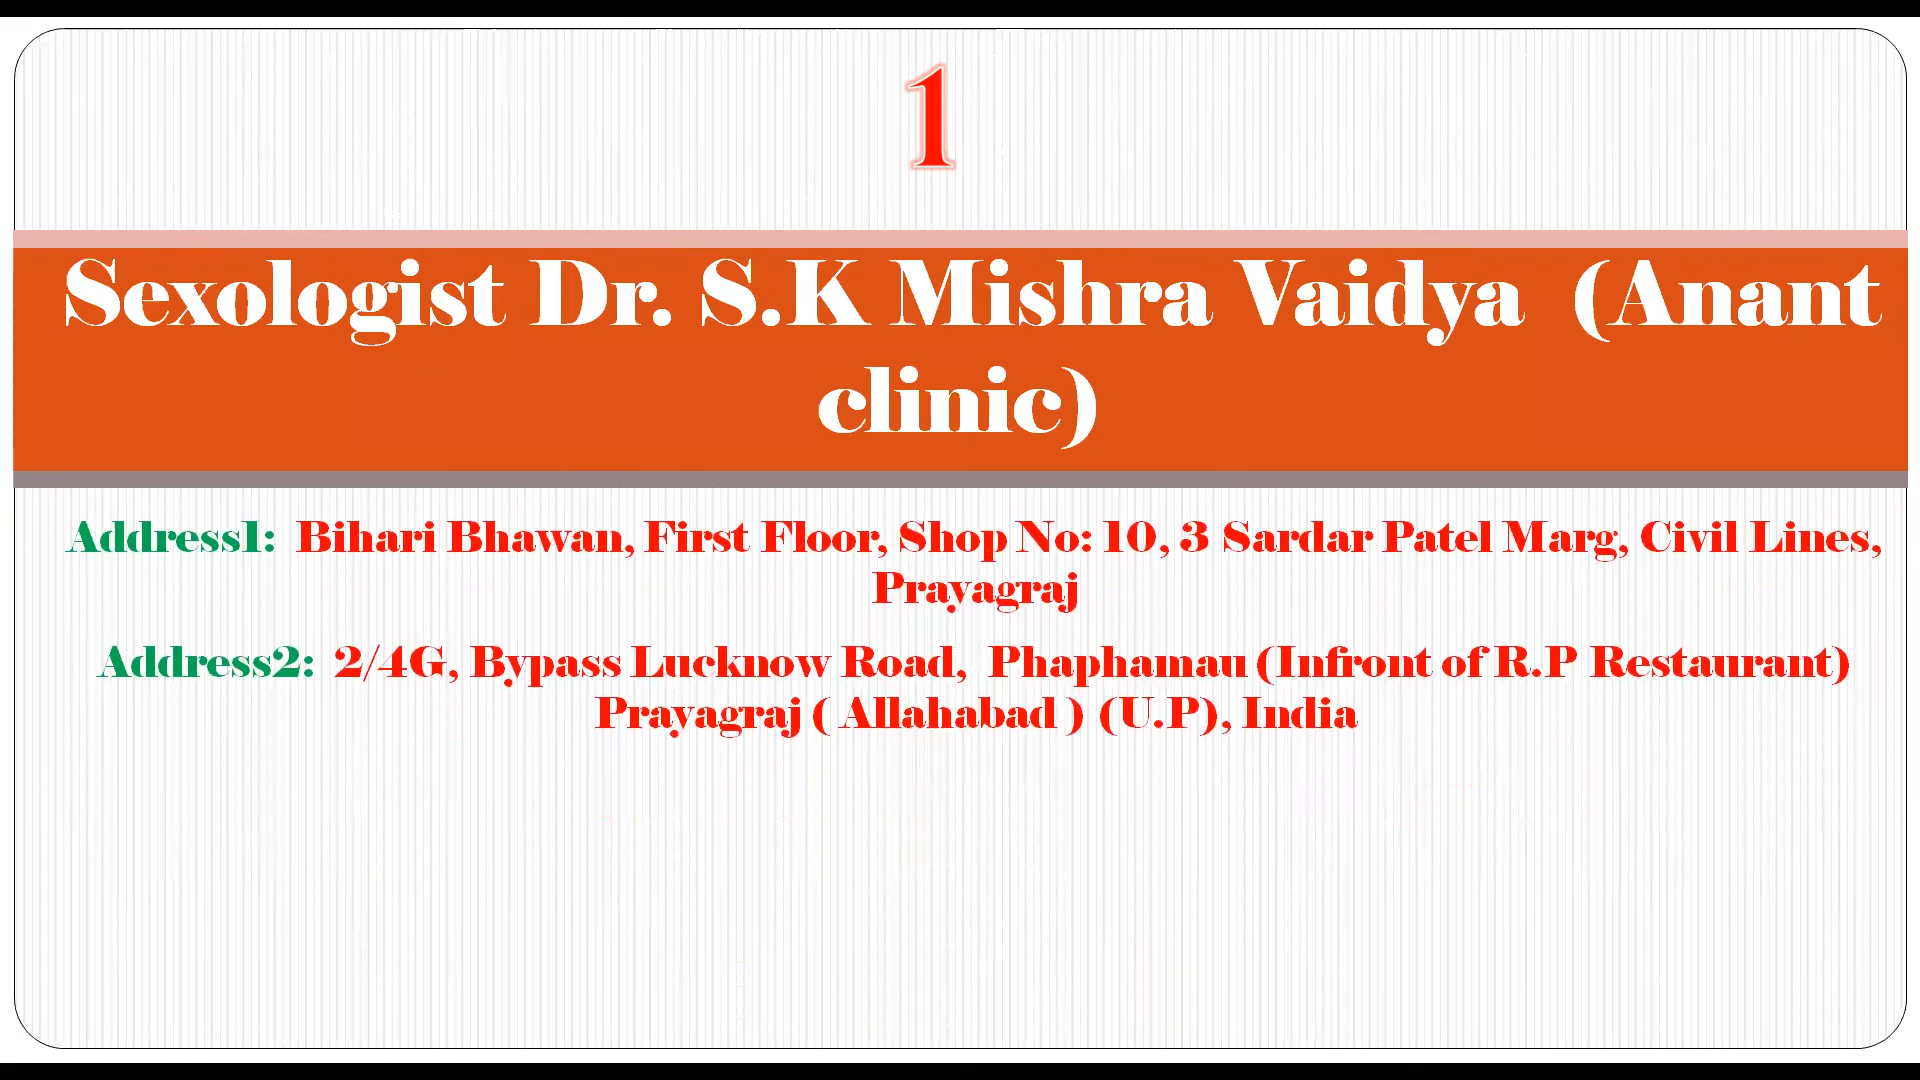 1
Sexologist Dr. S.K Mishra Vaidya (Anant
clinic)
Address1: Bihari Bhawan, First Floor, Shop No: 10, 3 Sardar Patel Marg, Civil Lines,
Prayagraj
Address2: 2/4G, Bypass Lucknow Road, Phaphamau (Infront of R.P Restaurant)
Prayagraj ( Allahabad ) (U.P), India